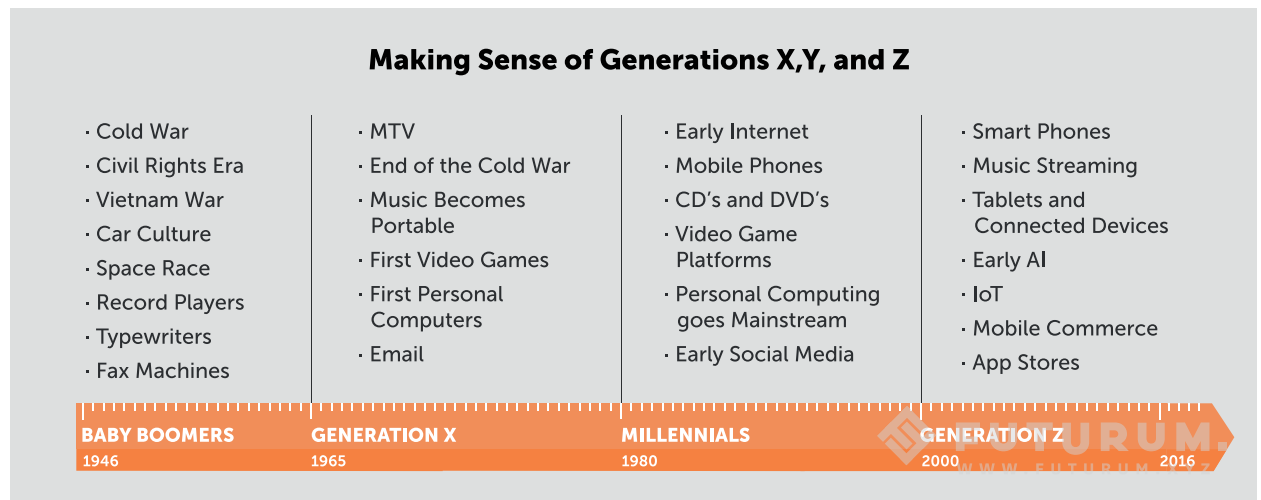 Making Sense of Generations X,Y, and Z
· Cold War
· Civil Rights Era
· Vietnam War
· Car Culture
· Space Race
· Record Players
· Typewriters
· Fax Machines
· MTV
· End of the Cold War
· Music Becomes
Portable
· First Video Games
· First Personal
Computers
· Email
· Early Internet
· Mobile Phones
· CD's and DVD's
· Video Game
Platforms
· Personal Computing
goes Mainstream
· Early Social Media
· Smart Phones
· Music Streaming
· Tablets and
Connected Devices
· Early AI
· IoT
· Mobile Commerce
· App Stores
BABY BOOMERS
1946
GENERATION X
1965
MILLENNIALS
1980
GENERATION Z
2000
2016
FUTURUM.
WWW.FUTURUM.XYZ